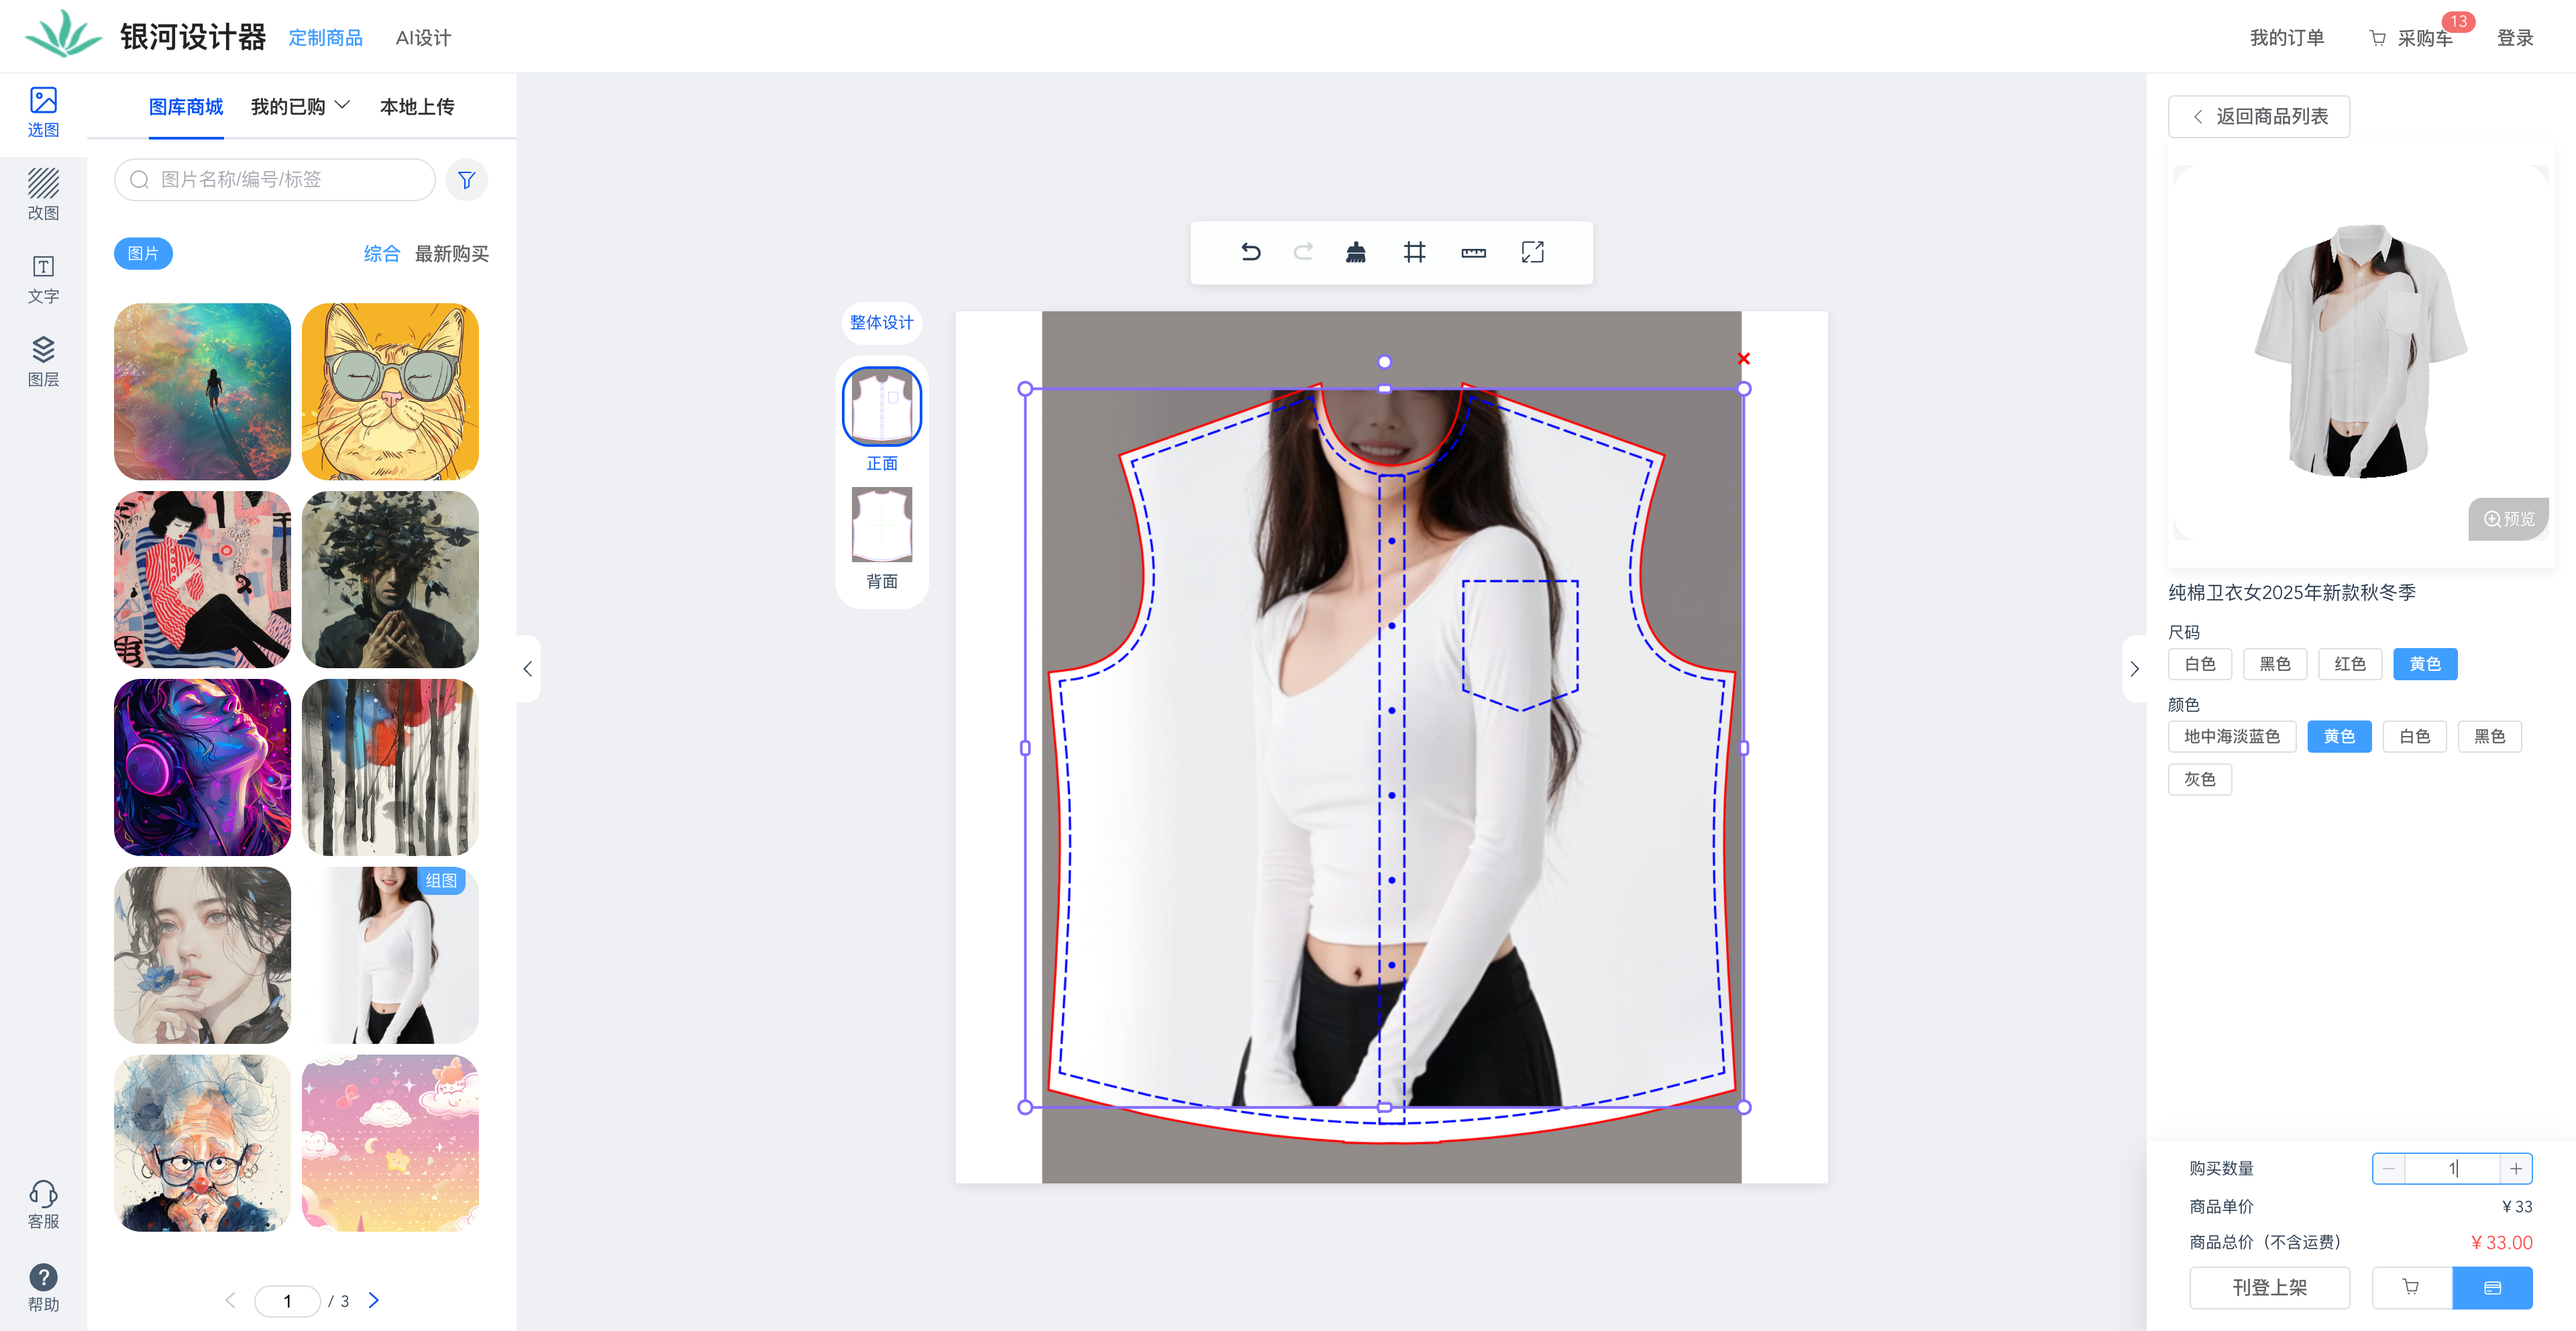 银河设计器 定制商品 AI设计 我的订单 采购车 13 登录
选图
改图
文字
图层
客服
帮助
图库商城 我的已购 本地上传
图片名称/编号/标签
图片 综合 最新购买
组图
1 / 3
整体设计
正面
背面
返回商品列表
预览
纯棉卫衣女2025年新款秋冬季
尺码
白色 黑色 红色 黄色
颜色
地中海淡蓝色 黄色 白色 黑色
灰色
购买数量 1
商品单价 ¥33
商品总价（不含运费） ¥33.00
刊登上架